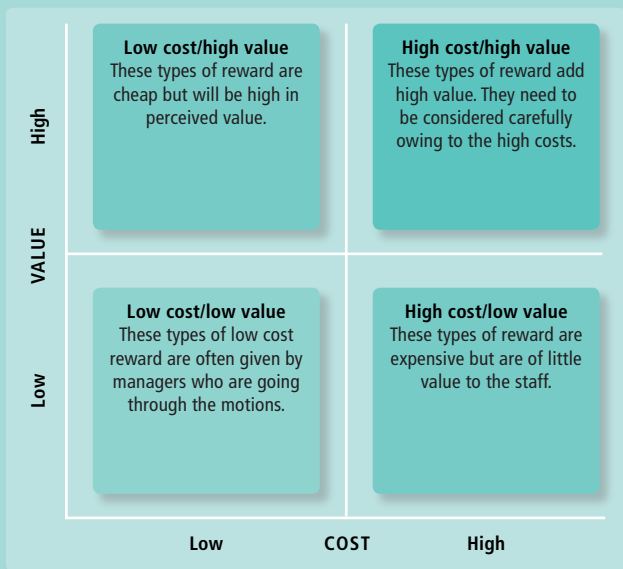 High
VALUE
Low
Low cost/high value
These types of reward are
cheap but will be high in
perceived value.
High cost/high value
These types of reward add
high value. They need to
be considered carefully
owing to the high costs.
Low cost/low value
These types of low cost
reward are often given by
managers who are going
through the motions.
High cost/low value
These types of reward are
expensive but are of little
value to the staff.
Low
COST
High